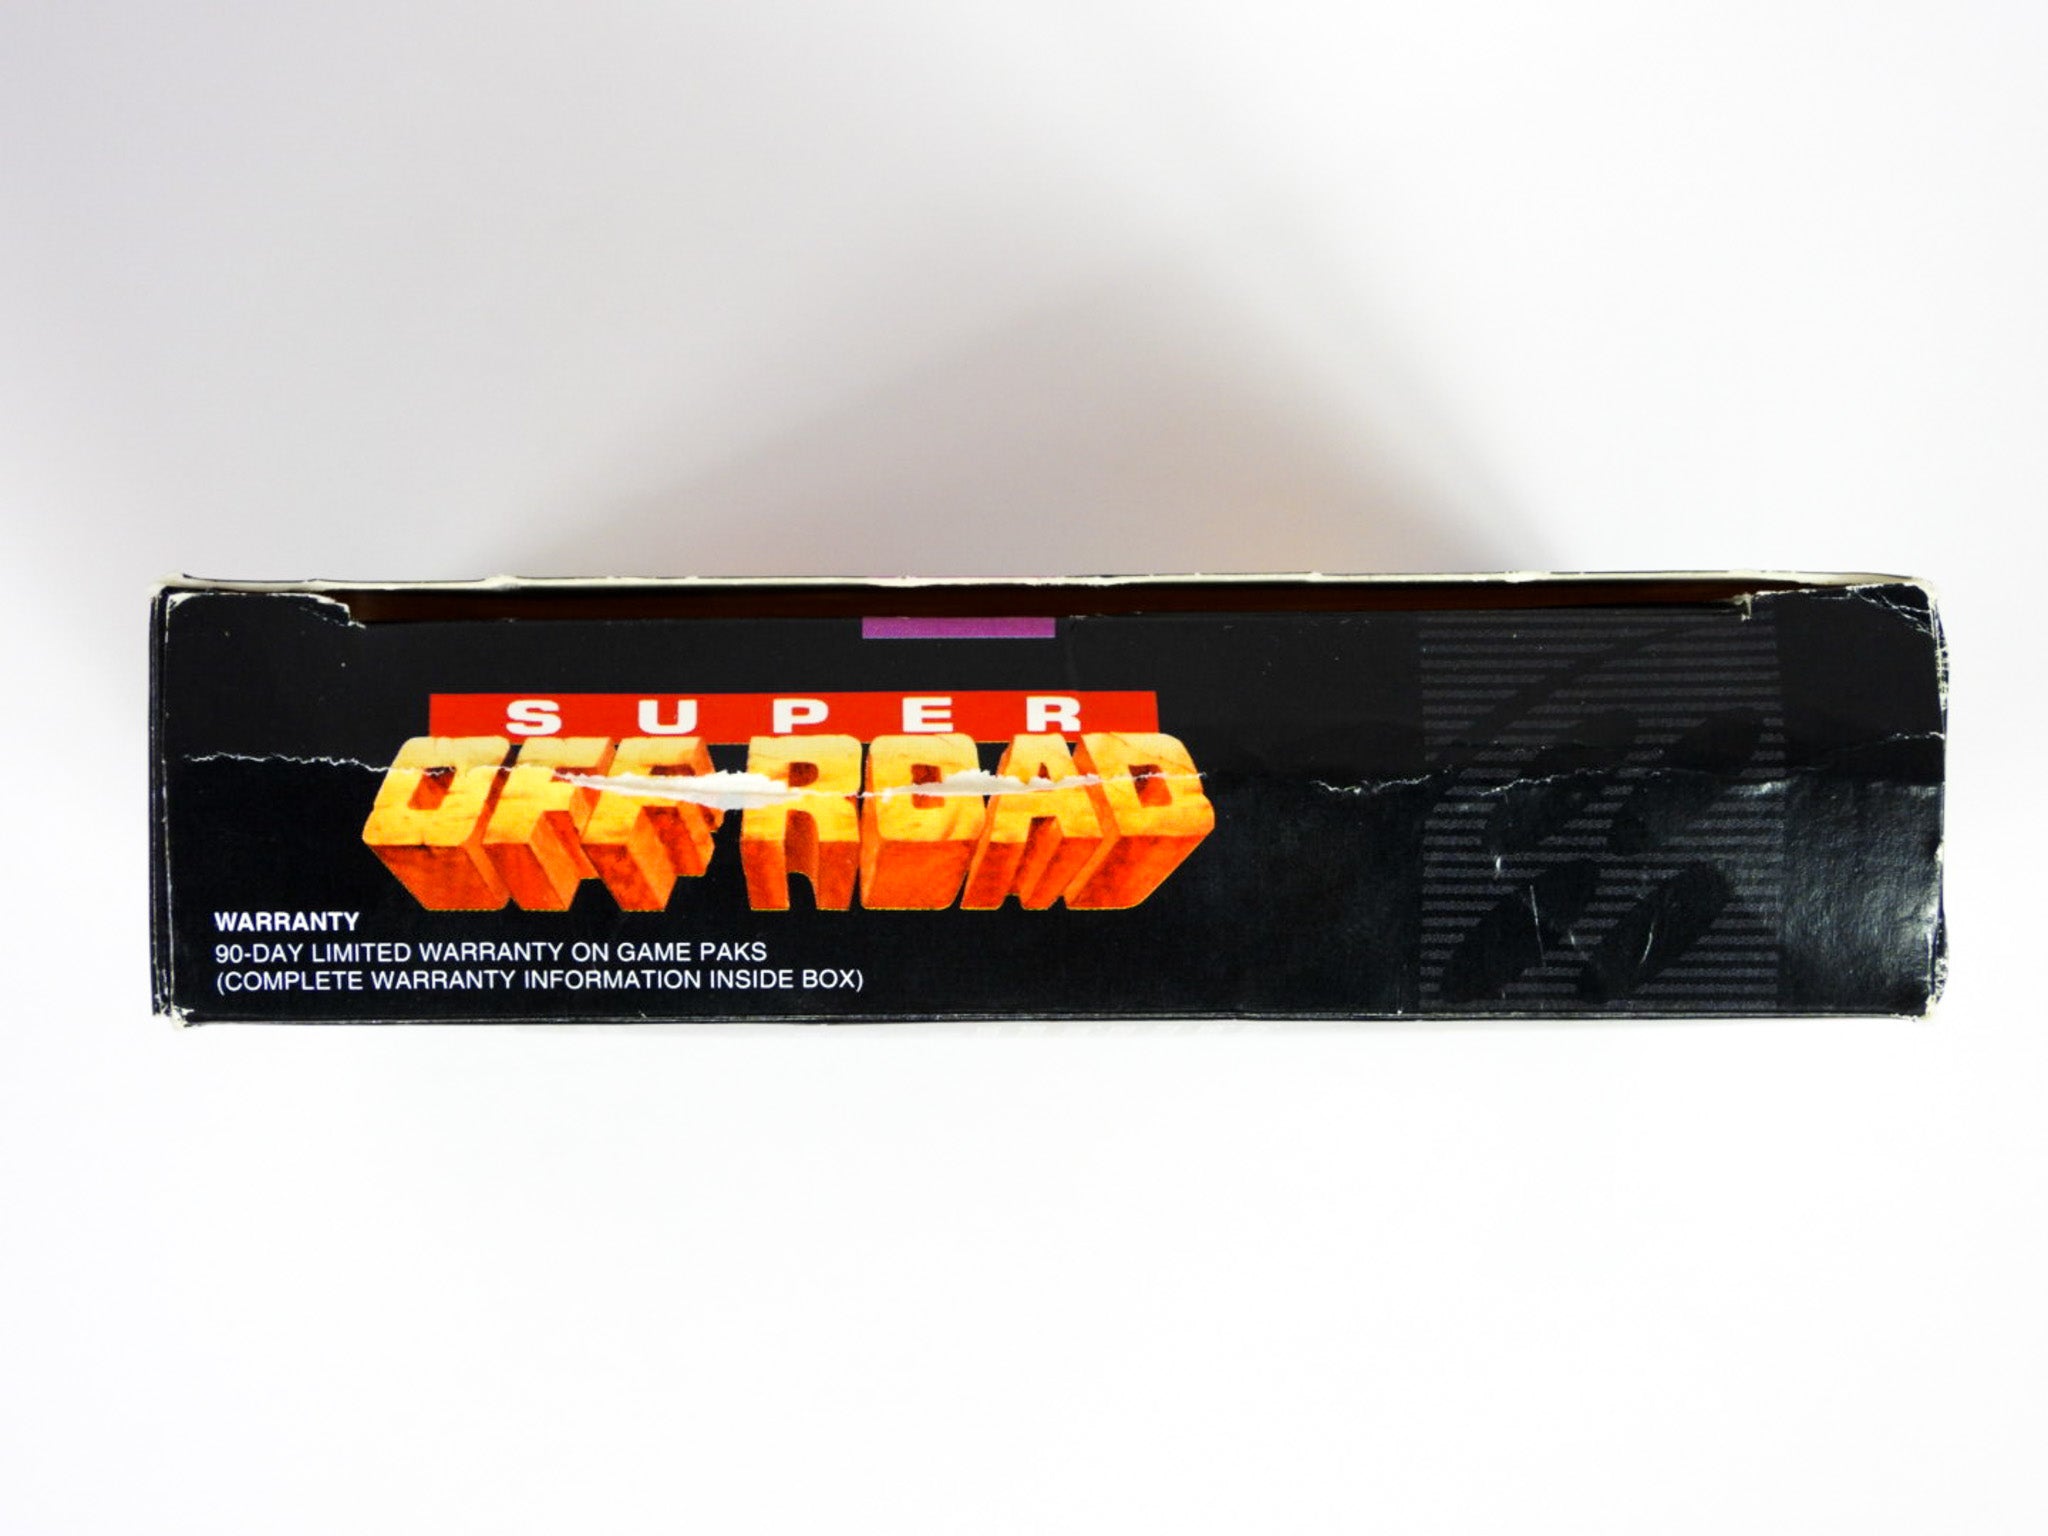 SUPER
OFF ROAD
WARRANTY
90-DAY LIMITED WARRANTY ON GAME PAKS
(COMPLETE WARRANTY INFORMATION INSIDE BOX)